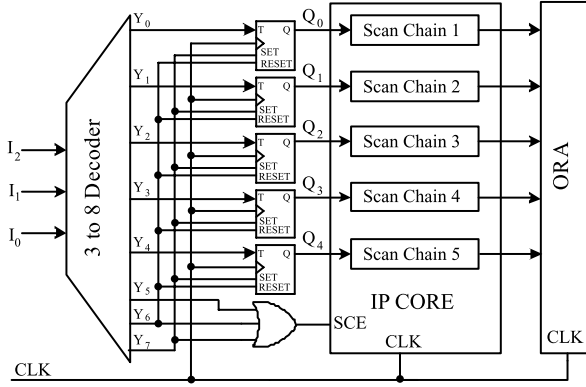 Y0 T Q Q0 Scan Chain 1
SET
RESET
Y1 T Q Q1 Scan Chain 2
SET
RESET
I2 Y2 T Q Q2 Scan Chain 3
SET
RESET
I1 Y3 T Q Q3 Scan Chain 4
SET
RESET
I0 Y4 T Q Q4 Scan Chain 5
SET
RESET
3 to 8 Decoder
ORA
Y5
Y6
Y7
IP CORE
SCE
CLK
CLK
CLK